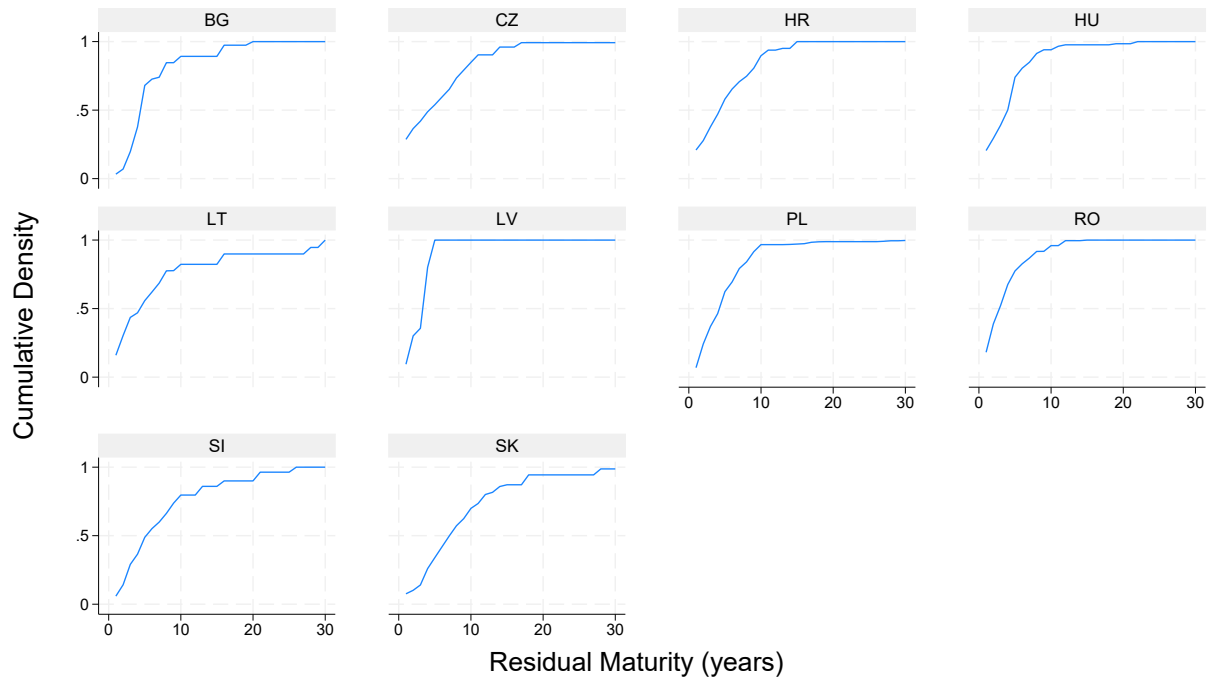 BG
CZ
HR
HU
1
.5
0
LT
LV
PL
RO
1
.5
0
0 10 20 30
0 10 20 30
SI
SK
1
.5
0
0 10 20 30
0 10 20 30
Cumulative Density
Residual Maturity (years)